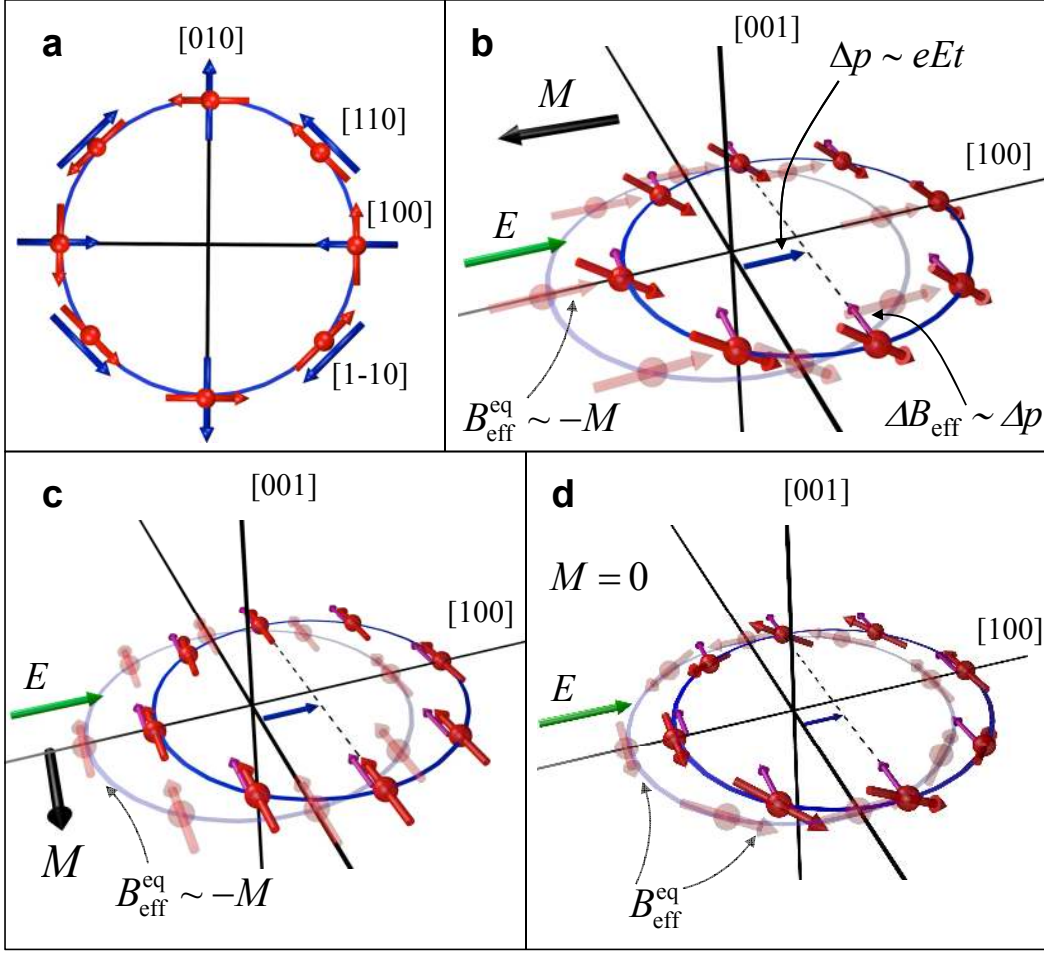 a
[010]
[110]
[100]
[1-10]
b
[001]
Δp ~ eEt
M
[100]
E
B_eff^eq ~ −M
ΔB_eff ~ Δp
c
[001]
[100]
E
M
B_eff^eq ~ −M
d
[001]
M = 0
[100]
E
B_eff^eq